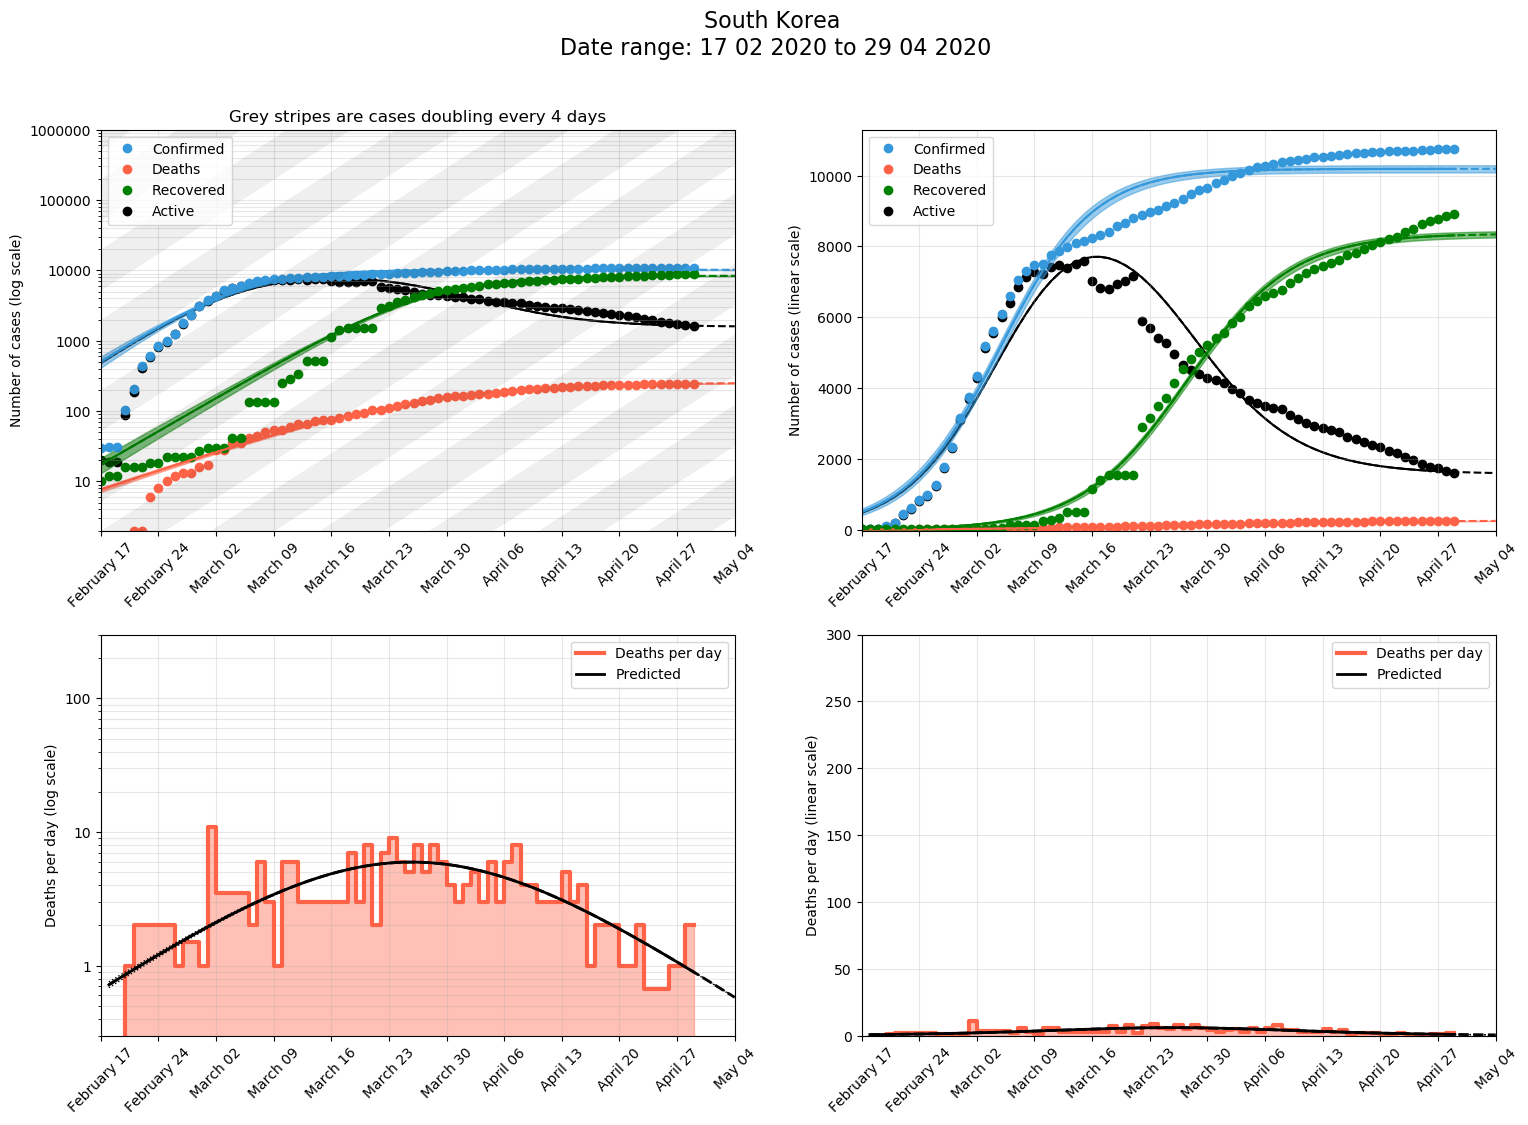 South Korea
Date range: 17 02 2020 to 29 04 2020
Grey stripes are cases doubling every 4 days
Number of cases (log scale)
1000000
100000
10000
1000
100
10
Confirmed
Deaths
Recovered
Active
February 17
February 24
March 02
March 09
March 16
March 23
March 30
April 06
April 13
April 20
April 27
May 04
Number of cases (linear scale)
10000
8000
6000
4000
2000
0
Confirmed
Deaths
Recovered
Active
February 17
February 24
March 02
March 09
March 16
March 23
March 30
April 06
April 13
April 20
April 27
May 04
Deaths per day (log scale)
100
10
1
Deaths per day
Predicted
February 17
February 24
March 02
March 09
March 16
March 23
March 30
April 06
April 13
April 20
April 27
May 04
Deaths per day (linear scale)
300
250
200
150
100
50
0
Deaths per day
Predicted
February 17
February 24
March 02
March 09
March 16
March 23
March 30
April 06
April 13
April 20
April 27
May 04